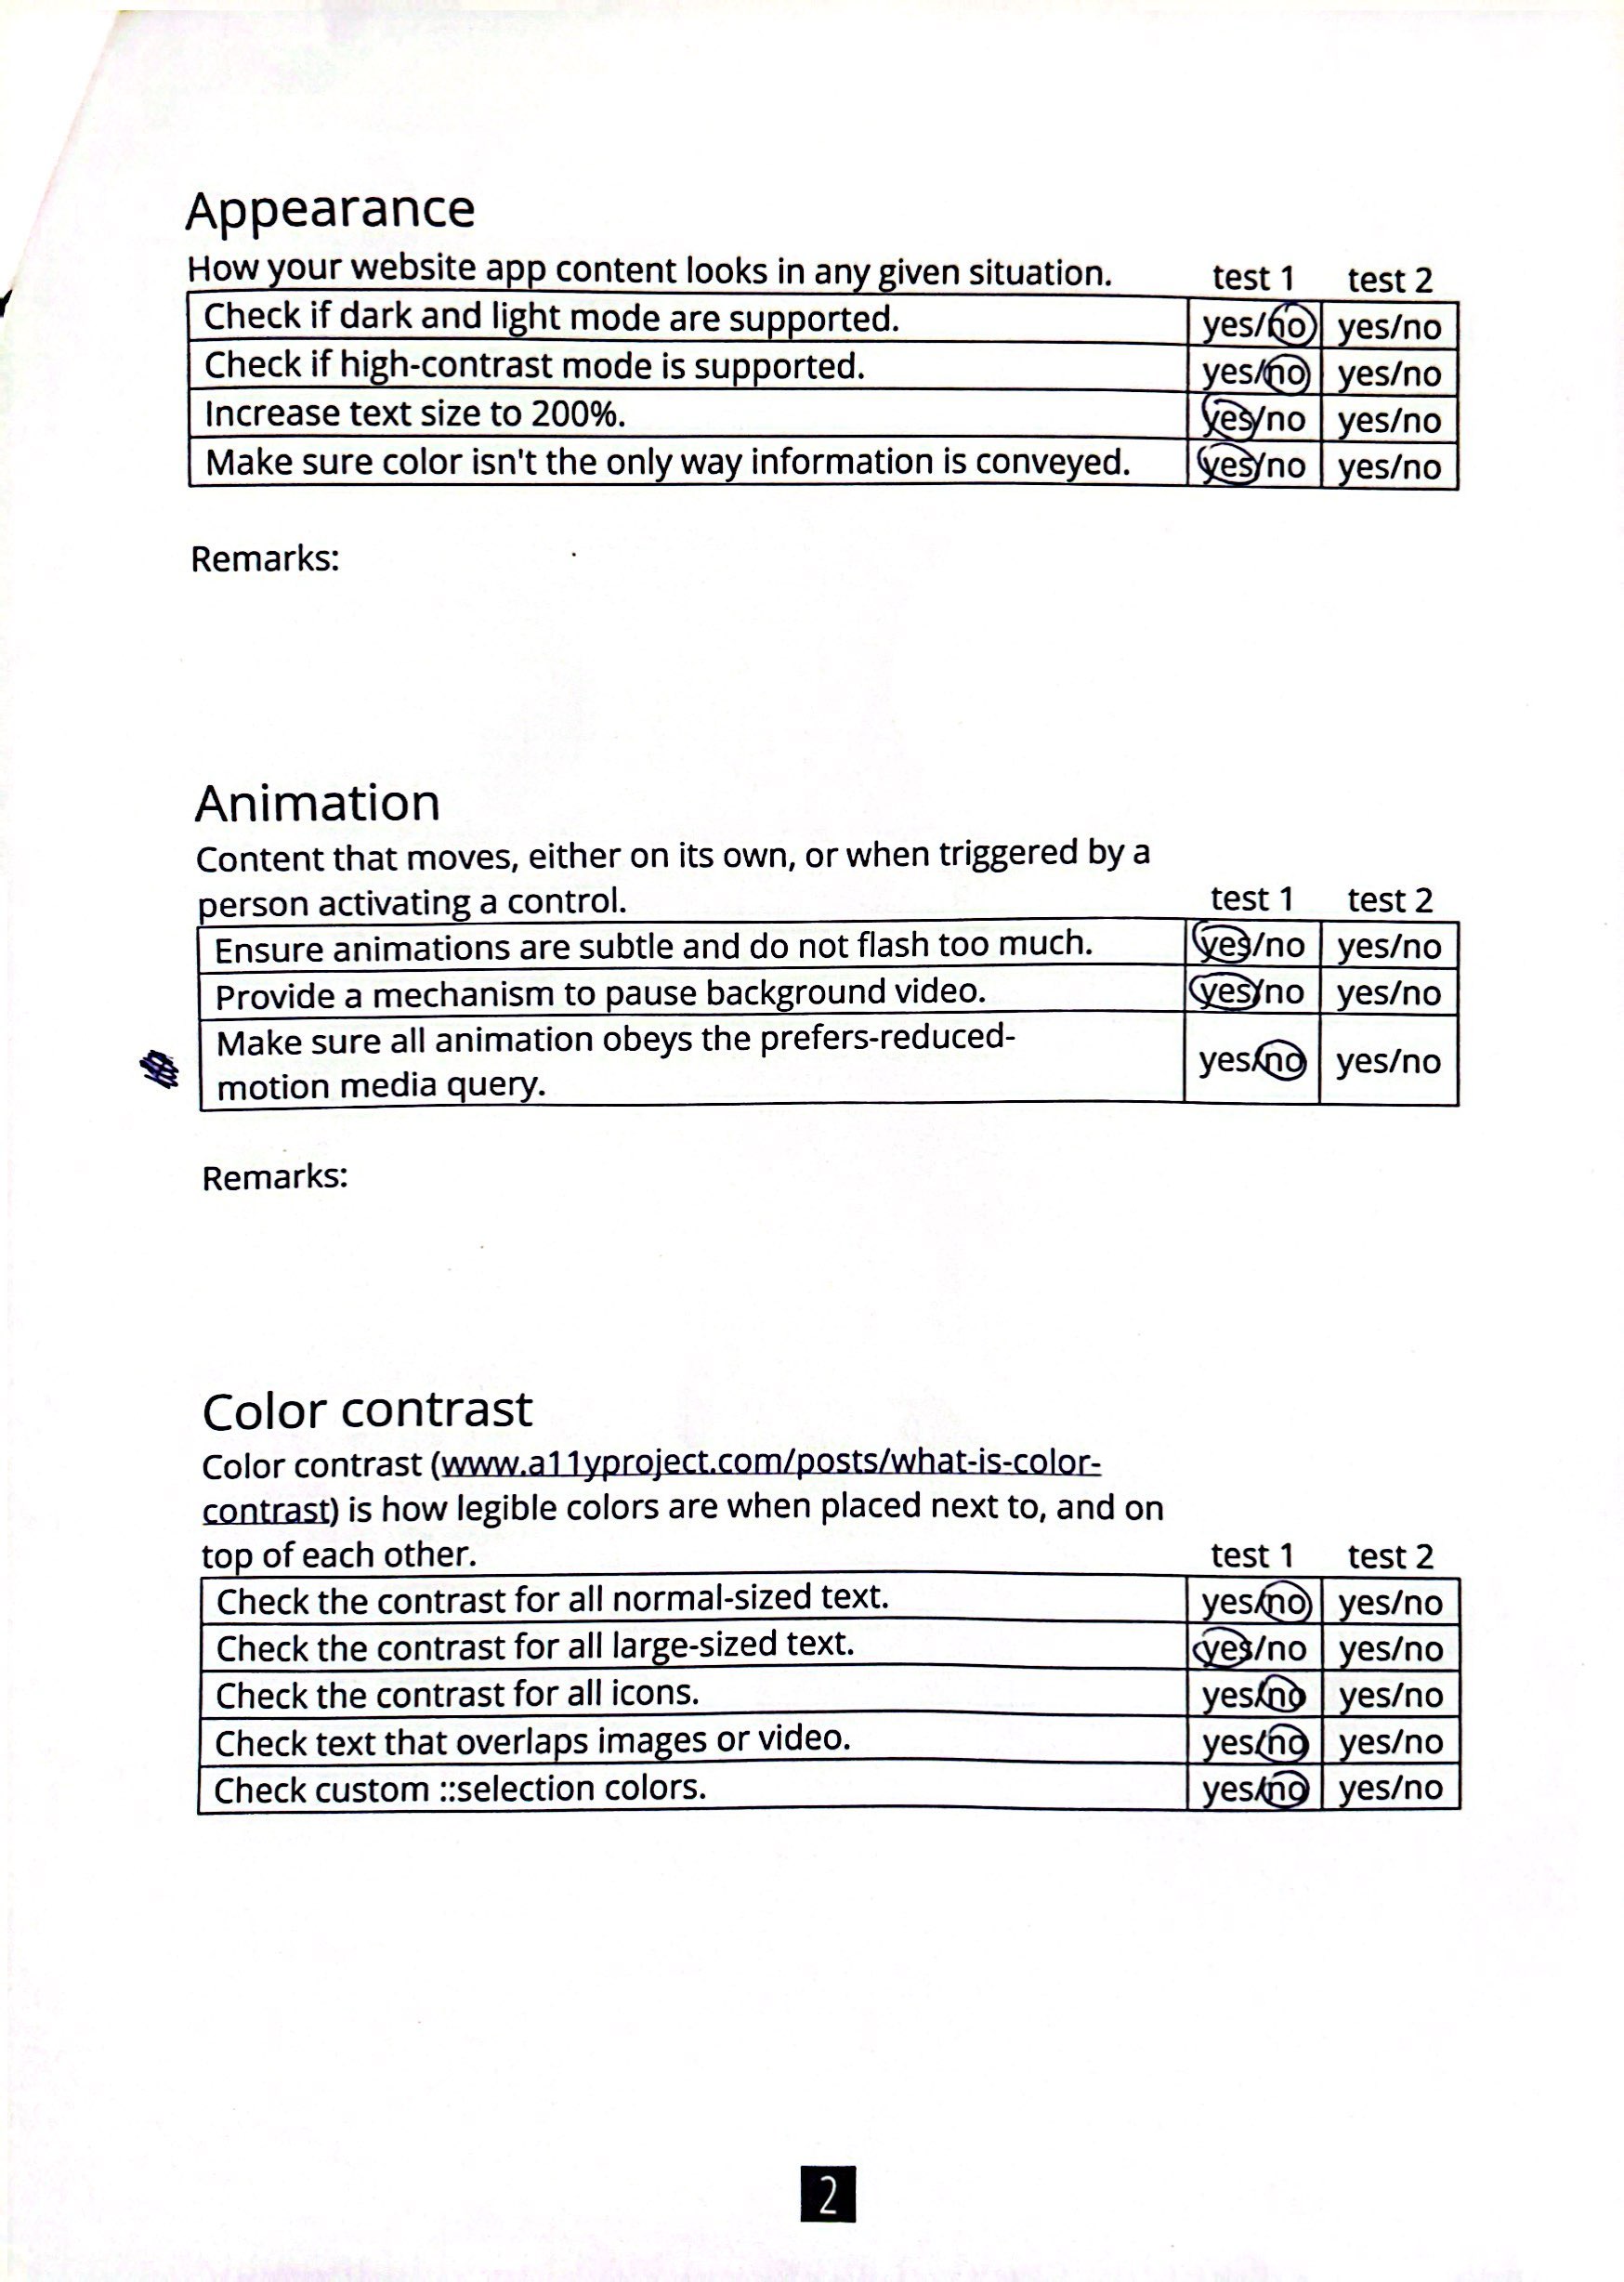 Appearance
How your website app content looks in any given situation. test 1 test 2
Check if dark and light mode are supported. yes/no yes/no
Check if high-contrast mode is supported. yes/no yes/no
Increase text size to 200%. yes/no yes/no
Make sure color isn't the only way information is conveyed. yes/no yes/no
Remarks:
Animation
Content that moves, either on its own, or when triggered by a
person activating a control. test 1 test 2
Ensure animations are subtle and do not flash too much. yes/no yes/no
Provide a mechanism to pause background video. yes/no yes/no
Make sure all animation obeys the prefers-reduced-
motion media query. yes/no yes/no
Remarks:
Color contrast
Color contrast (www.a11yproject.com/posts/what-is-color-
contrast) is how legible colors are when placed next to, and on
top of each other. test 1 test 2
Check the contrast for all normal-sized text. yes/no yes/no
Check the contrast for all large-sized text. yes/no yes/no
Check the contrast for all icons. yes/no yes/no
Check text that overlaps images or video. yes/no yes/no
Check custom ::selection colors. yes/no yes/no
2